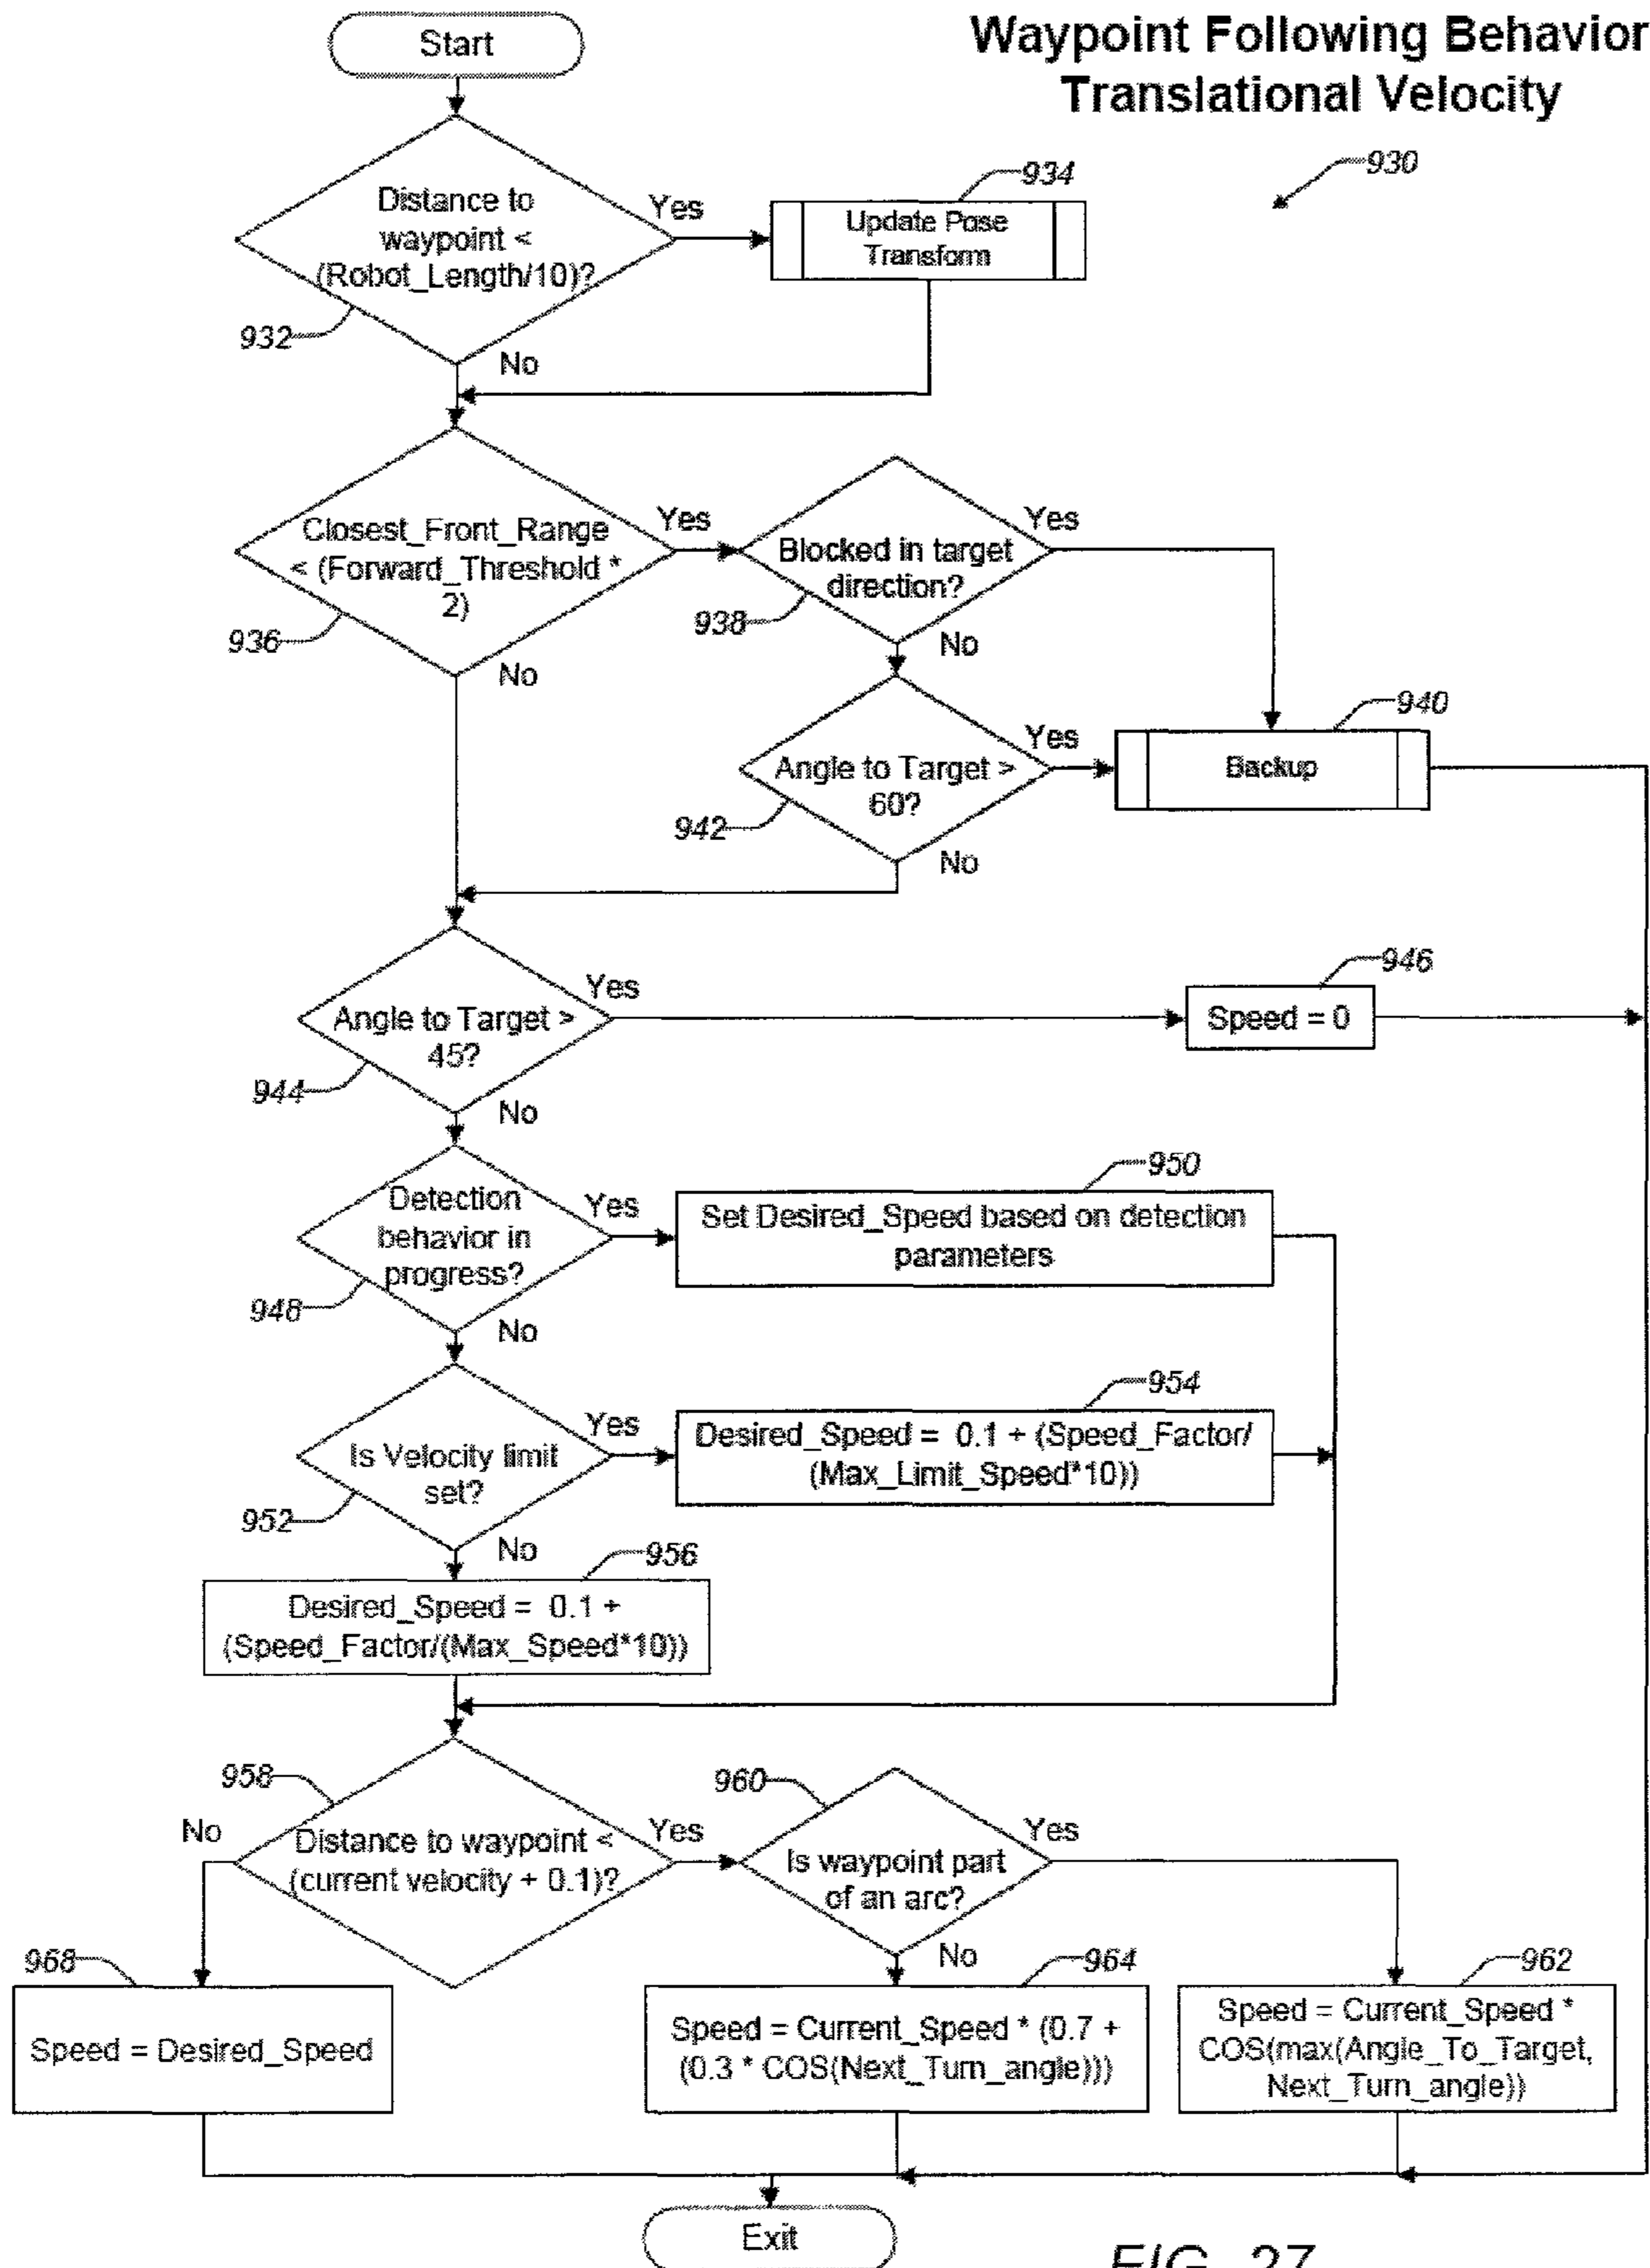 Waypoint Following Behavior
Translational Velocity
930
Start
Distance to
waypoint <
(Robot_Length/10)?
932
Yes
No
934
Update Pose
Transform
Closest_Front_Range
< (Forward_Threshold *
2)
936
Yes
No
Blocked in target
direction?
938
Yes
No
940
Backup
Angle to Target >
60?
942
Yes
No
Angle to Target >
45?
944
Yes
No
946
Speed = 0
Detection
behavior in
progress?
948
Yes
No
950
Set Desired_Speed based on detection
parameters
Is Velocity limit
set?
952
Yes
No
954
Desired_Speed = 0.1 + (Speed_Factor/
(Max_Limit_Speed*10))
956
Desired_Speed = 0.1 +
(Speed_Factor/(Max_Speed*10))
958
Distance to waypoint <
(current velocity + 0.1)?
No
Yes
960
Is waypoint part
of an arc?
Yes
No
968
Speed = Desired_Speed
964
Speed = Current_Speed * (0.7 +
(0.3 * COS(Next_Turn_angle)))
962
Speed = Current_Speed *
COS(max(Angle_To_Target,
Next_Turn_angle))
Exit
FIG. 27